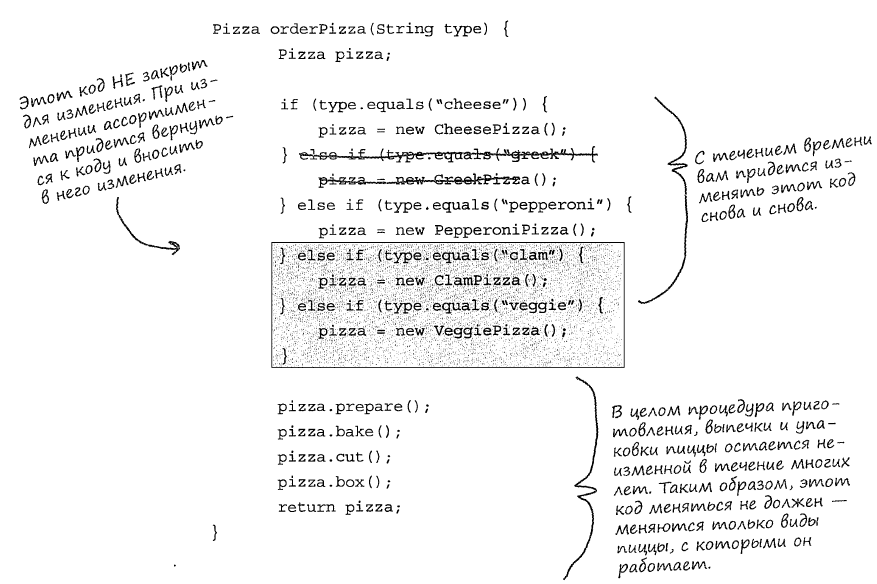 Pizza orderPizza(String type) {
Pizza pizza;
Этот код НЕ закрыт
для изменения. При из-
менении ассортимен-
та придется вернуть-
ся к коду и вносить
в него изменения.
if (type.equals(“cheese”)) {
pizza = new CheesePizza();
} else if (type.equals(“greek”) {
pizza = new GreekPizza();
} else if (type.equals(“pepperoni”) {
pizza = new PepperoniPizza();
} else if (type.equals(“clam”) {
pizza = new ClamPizza();
} else if (type.equals(“veggie”) {
pizza = new VeggiePizza();
}
С течением времени
вам придется из-
менять этот код
снова и снова.
pizza.prepare();
pizza.bake();
pizza.cut();
pizza.box();
return pizza;
}
В целом процедура приго-
товления, выпечки и упа-
ковки пиццы остается не-
изменной в течение многих
лет. Таким образом, этот
код меняться не должен —
меняются только виды
пиццы, с которыми он
работает.